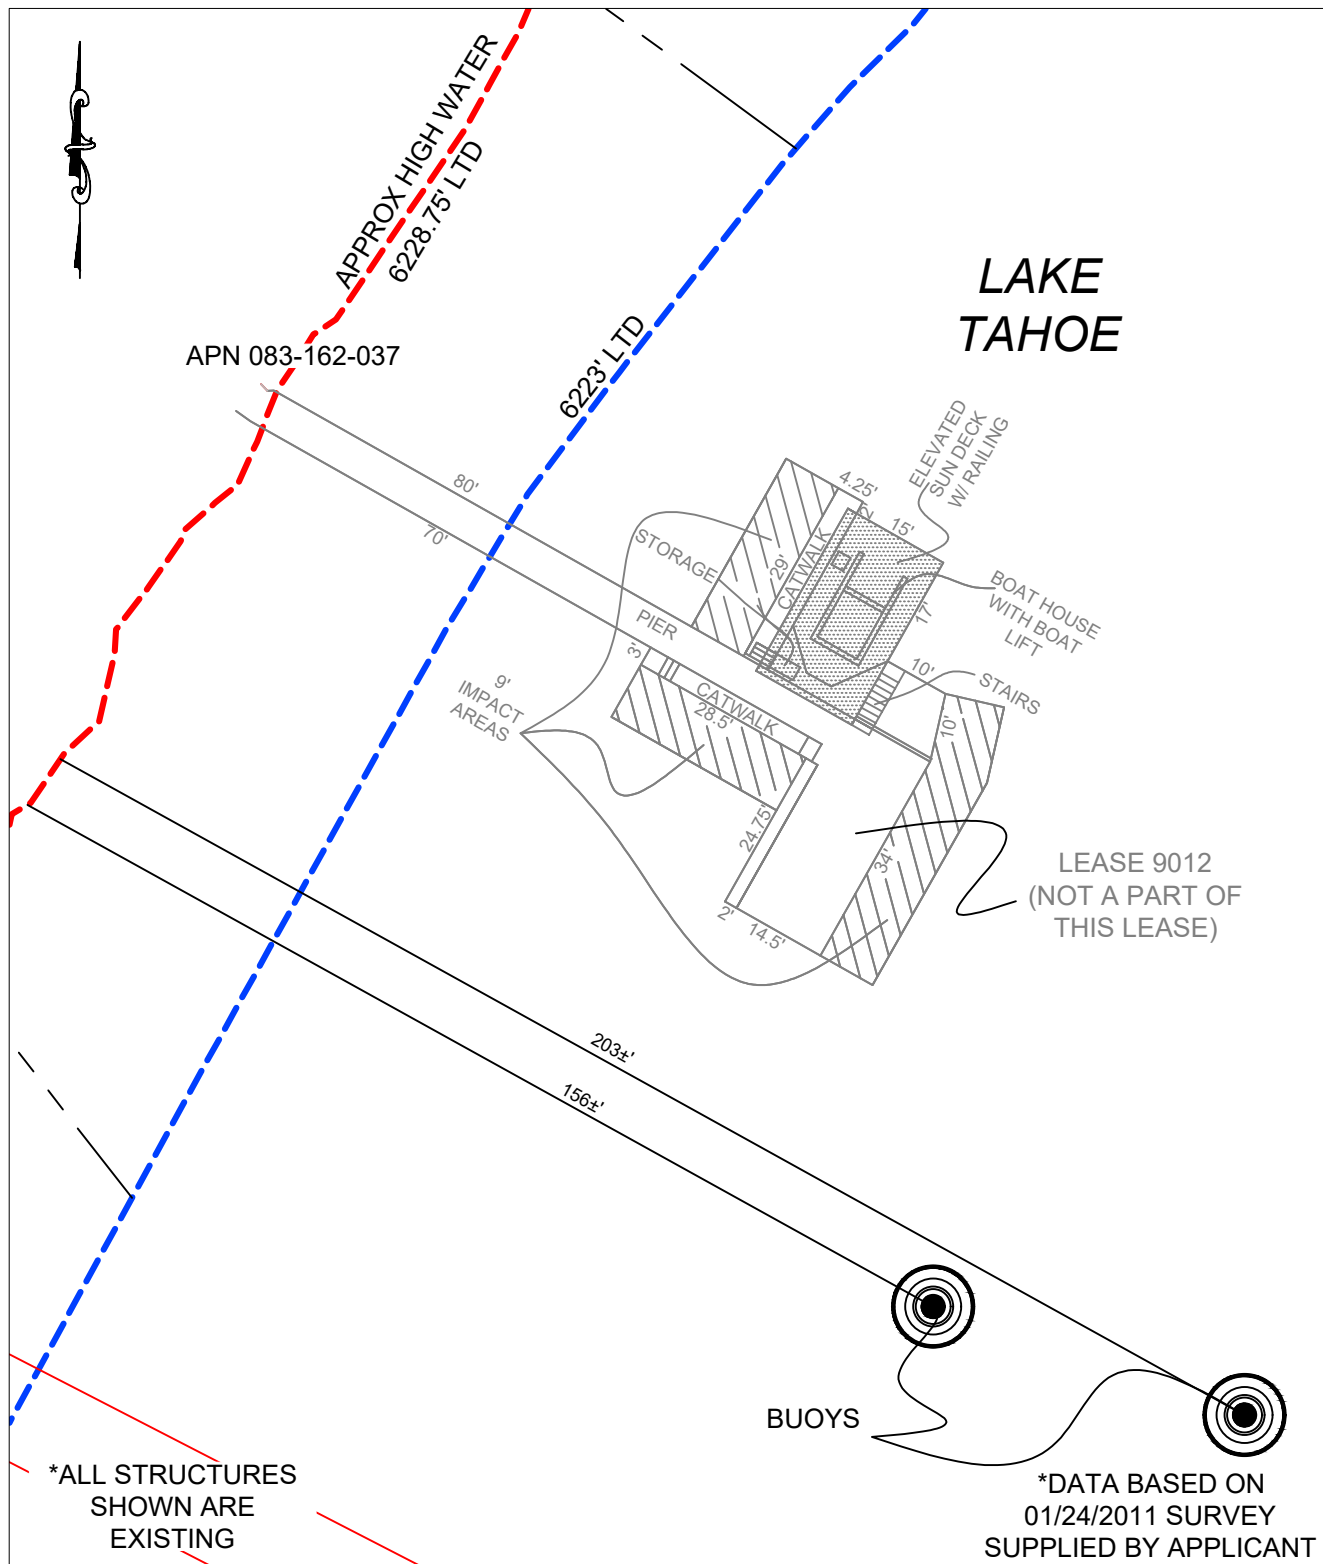 APPROX HIGH WATER
6228.75' LTD
LAKE
TAHOE
APN 083-162-037
6223' LTD
80'
70'
ELEVATED
SUN DECK
W/ RAILING
4.25'
2'
15'
STORAGE
29'
CATWALK
BOAT HOUSE
WITH BOAT
LIFT
17'
PIER
3'
10'
STAIRS
9'
IMPACT
AREAS
CATWALK
28.5'
10'
24.75'
34'
LEASE 9012
(NOT A PART OF
THIS LEASE)
2'
14.5'
203±'
156±'
BUOYS
*ALL STRUCTURES
SHOWN ARE
EXISTING
*DATA BASED ON
01/24/2011 SURVEY
SUPPLIED BY APPLICANT